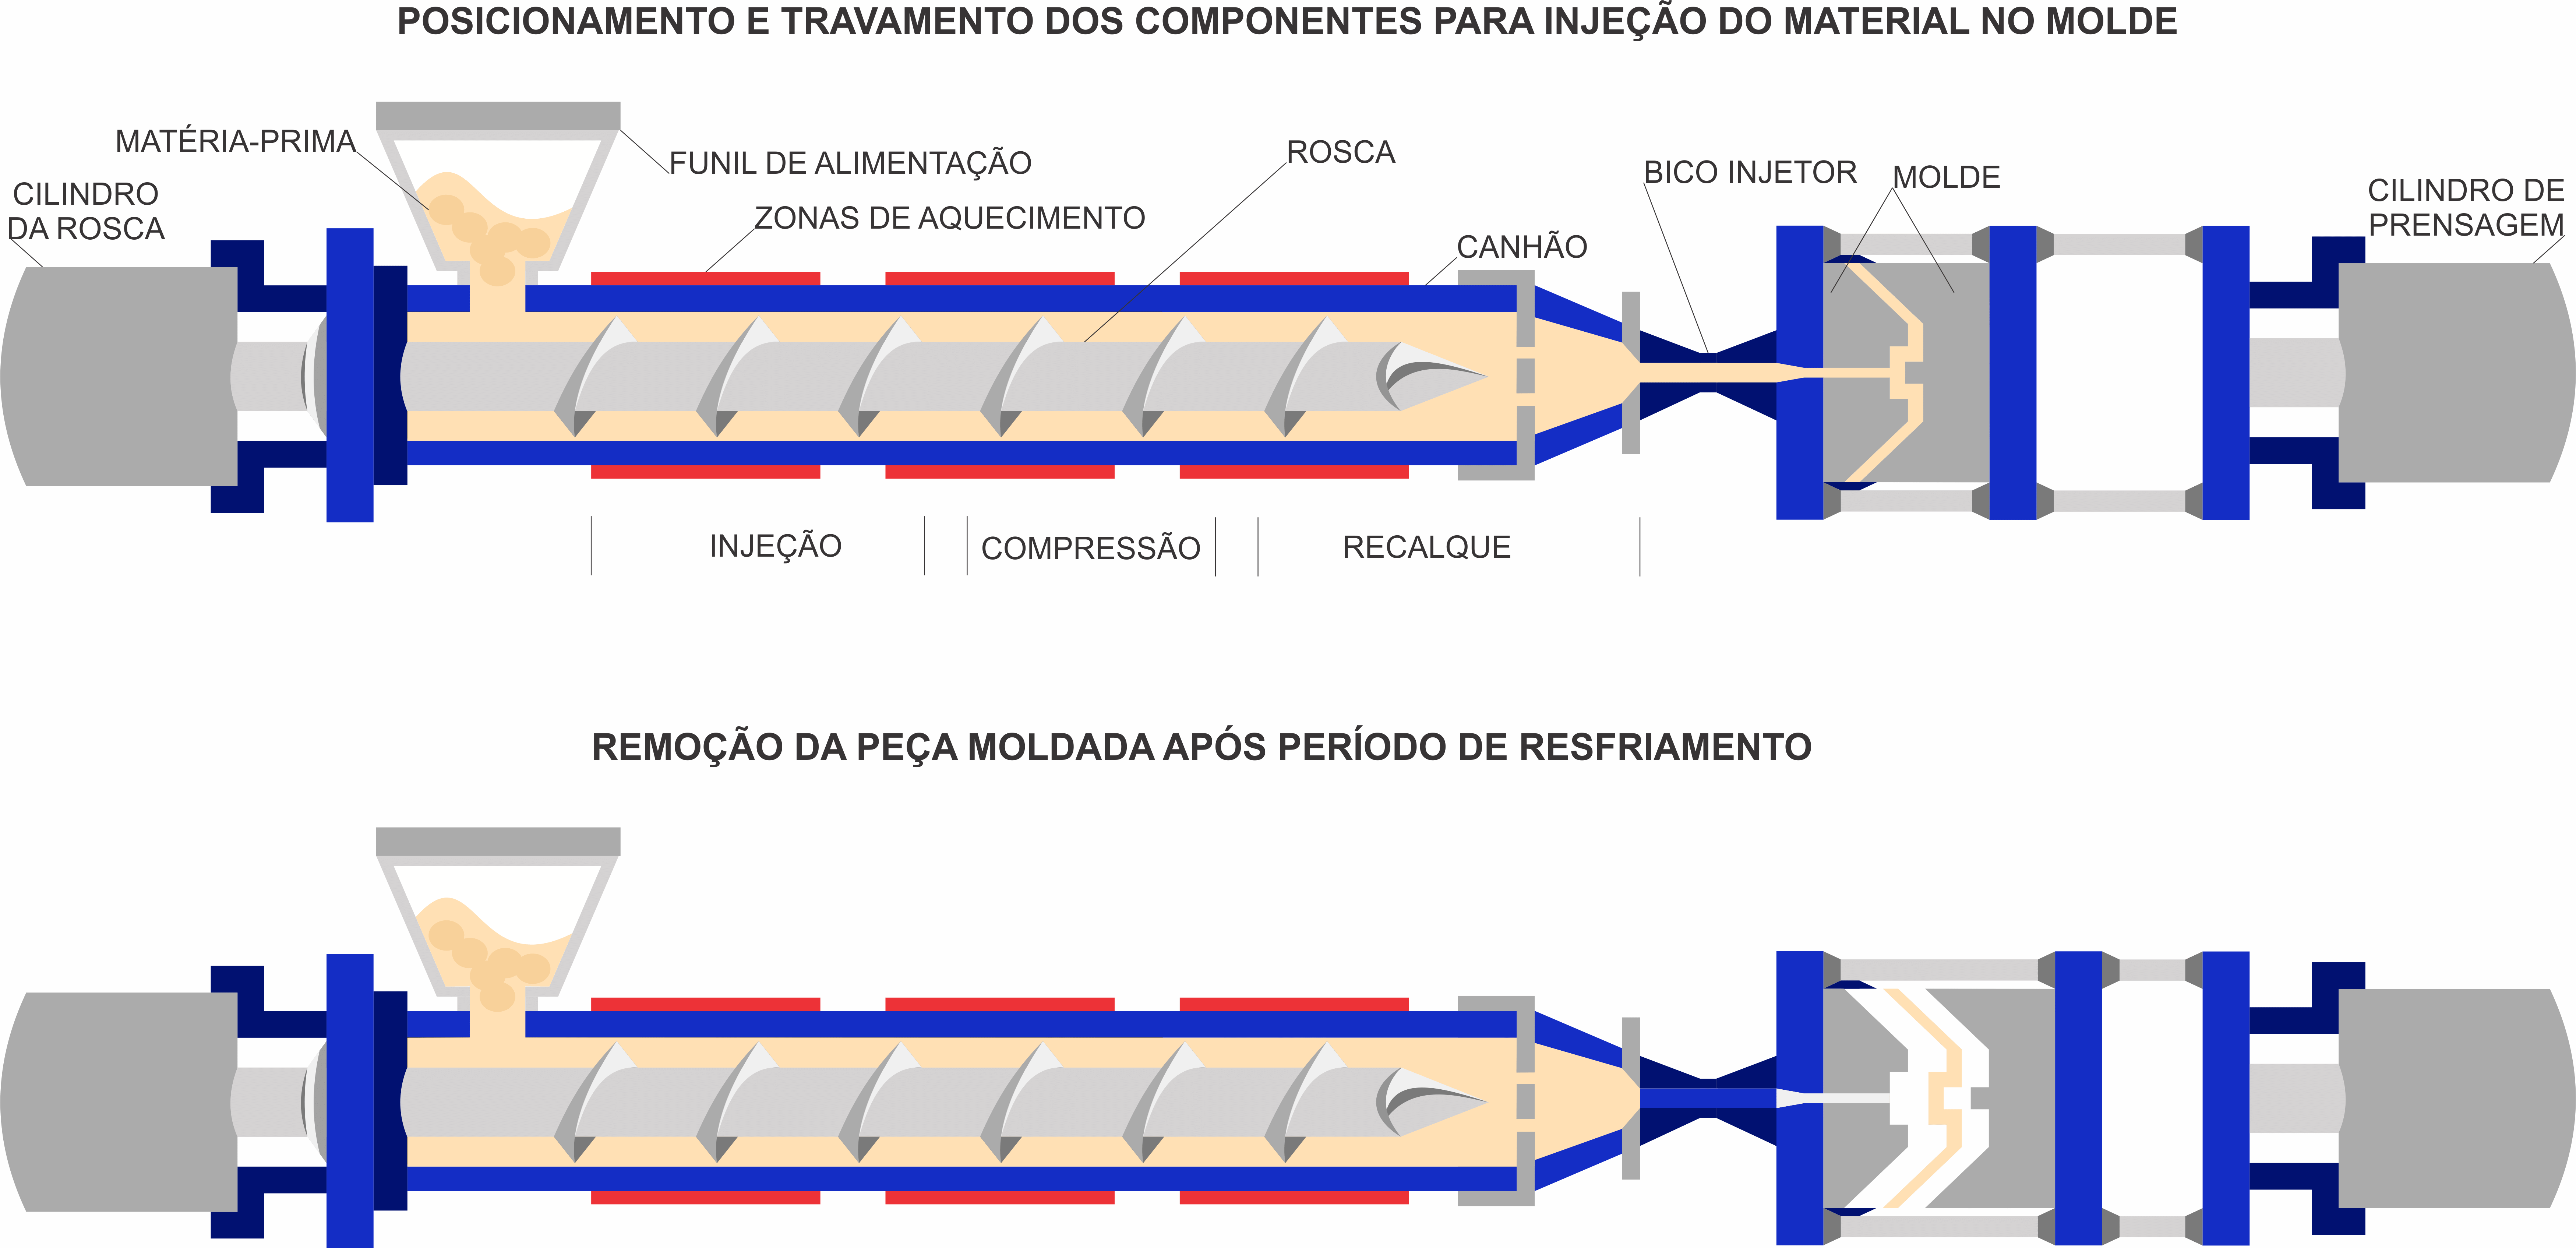 POSICIONAMENTO E TRAVAMENTO DOS COMPONENTES PARA INJEÇÃO DO MATERIAL NO MOLDE
MATÉRIA-PRIMA
FUNIL DE ALIMENTAÇÃO
ROSCA
BICO INJETOR
MOLDE
CILINDRO
DA ROSCA
CILINDRO DE
PRENSAGEM
ZONAS DE AQUECIMENTO
CANHÃO
INJEÇÃO
COMPRESSÃO
RECALQUE
REMOÇÃO DA PEÇA MOLDADA APÓS PERÍODO DE RESFRIAMENTO